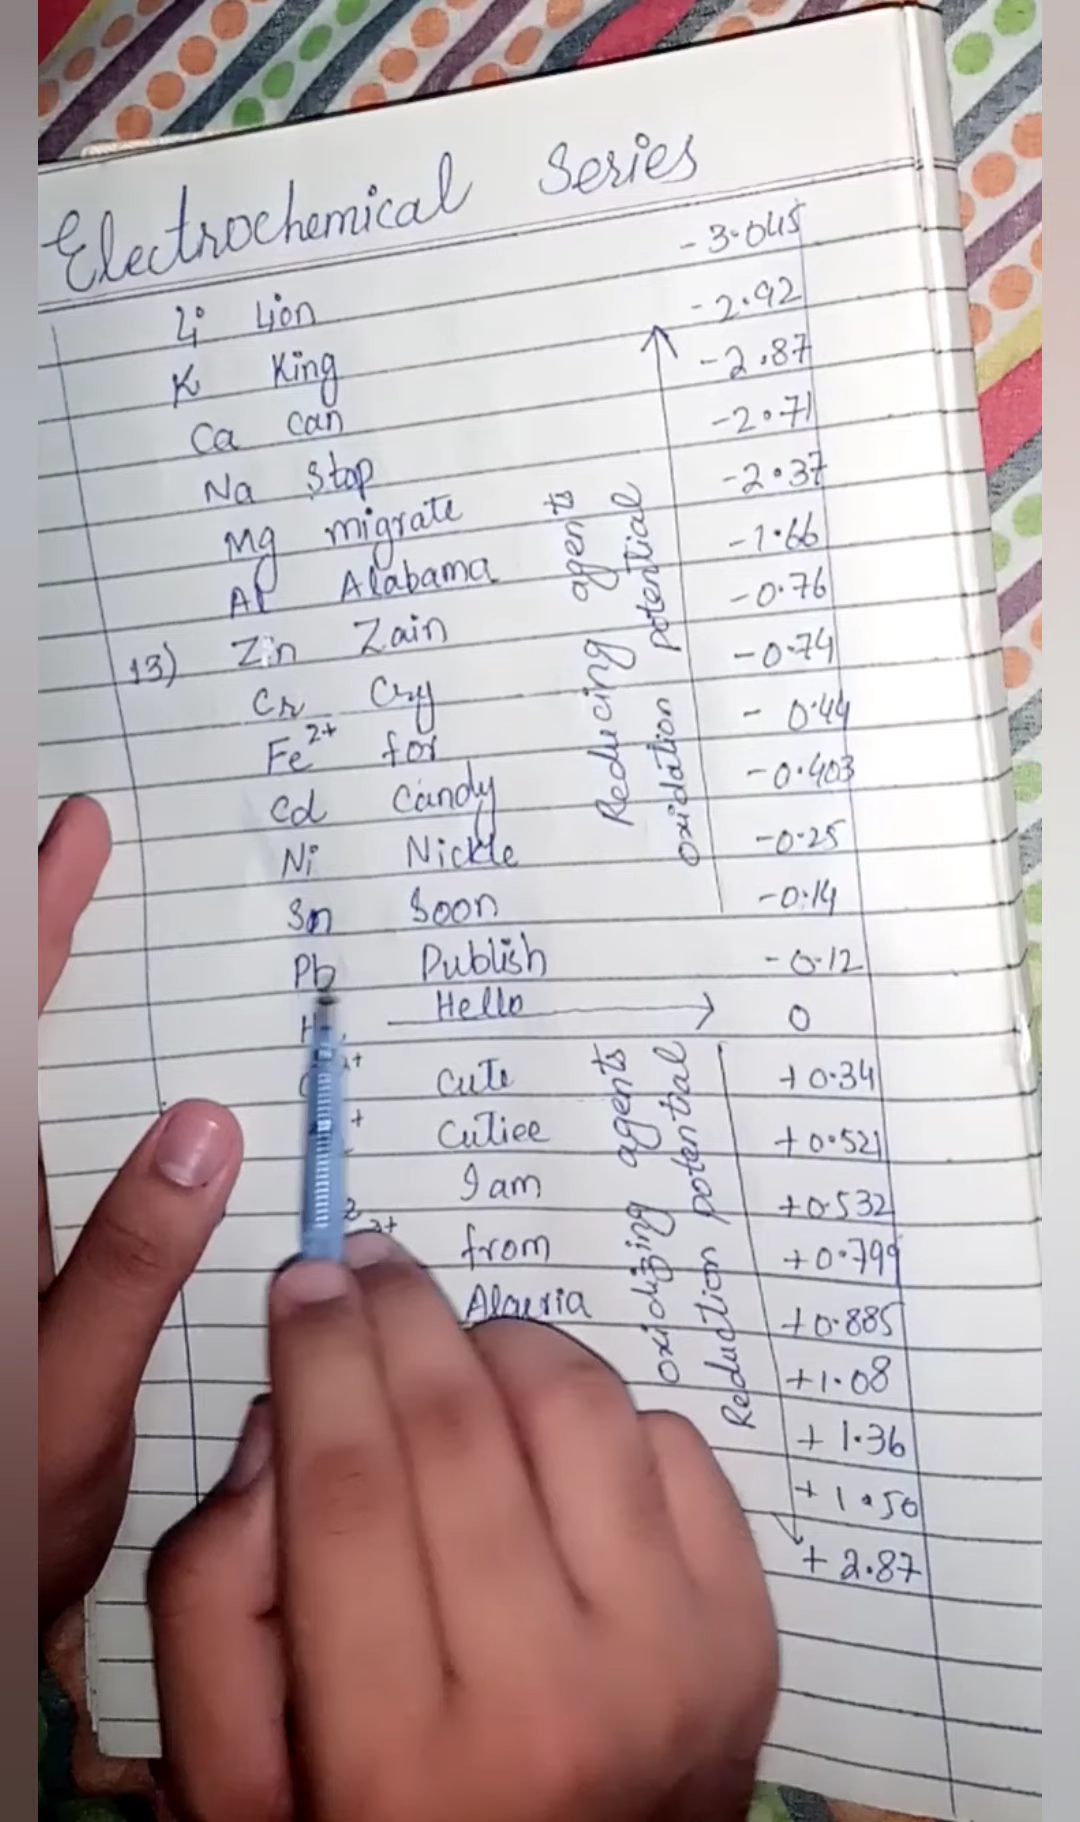 Electrochemical Series
Li Lion -3.045
K King -2.92
Ca can -2.87
Na Stop -2.71
Mg migrate -2.37
Al Alabama -1.66
13) Zn Zain -0.76
Cr Cry -0.74
Fe2+ for -0.44
Cd Candy -0.403
Ni Nickle -0.25
Sn Soon -0.14
Pb Publish -0.12
H Hello 0
Cute +0.34
Cutiee +0.521
I am +0.532
from +0.799
Algeria +0.885
+1.08
+1.36
+1.50
+2.87
Reducing agents
oxidation potential
oxidizing agents
Reduction potential